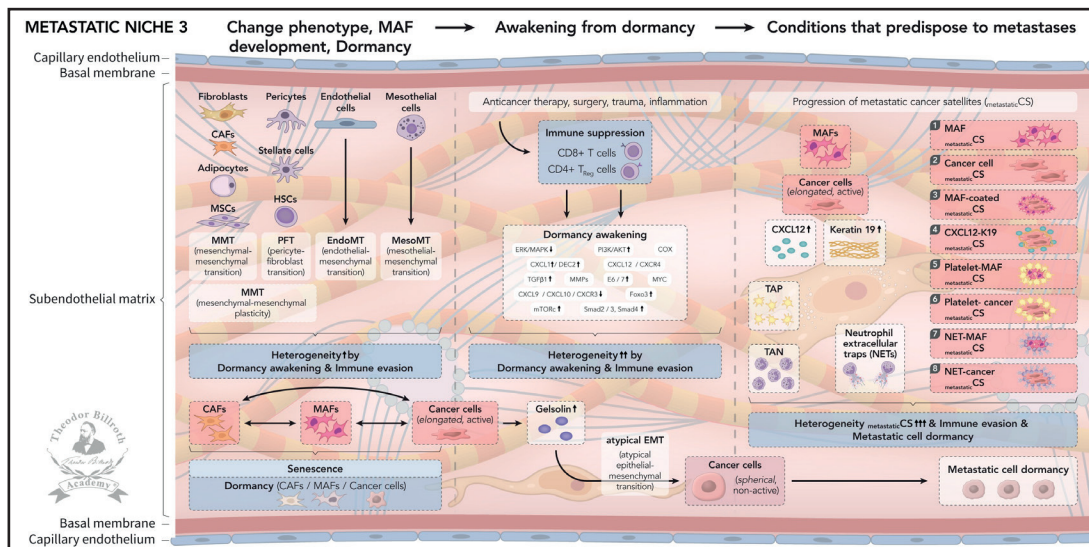 METASTATIC NICHE 3
Change phenotype, MAF
development, Dormancy
Awakening from dormancy
Conditions that predispose to metastases
Capillary endothelium
Basal membrane
Subendothelial matrix
Fibroblasts
CAFs
Adipocytes
MSCs
Pericytes
Stellate cells
HSCs
Endothelial
cells
Mesothelial
cells
MMT
(mesenchymal-
mesenchymal
transition)
PFT
(pericyte-
fibroblast
transition)
EndoMT
(endothelial-
mesenchymal
transition)
MesoMT
(mesothelial-
mesenchymal
transition)
MMT
(mesenchymal-mesenchymal
plasticity)
Heterogeneity↑by
Dormancy awakening & Immune evasion
CAFs
MAFs
Cancer cells
(elongated, active)
Senescence
Dormancy (CAFs / MAFs / Cancer cells)
Anticancer therapy, surgery, trauma, inflammation
Immune suppression
CD8+ T cells
CD4+ TReg cells
Dormancy awakening
ERK/MAPK↓ PI3K/AKT↑ COX
CXCL1↑/ DEC2↑ CXCL12 / CXCR4
TGFβ1↑ MMPs E6 / 7↑ MYC
CXCL9 / CXCL10 / CXCR3↓ Foxo3↑
mTORc↑ Smad2 / 3, Smad4↑
Heterogeneity↑↑ by
Dormancy awakening & Immune evasion
Gelsolin↑
atypical EMT
(atypical
epithelial-
mesenchymal
transition)
Cancer cells
(spherical,
non-active)
Progression of metastatic cancer satellites (metastaticCS)
MAFs
Cancer cells
(elongated, active)
CXCL12↑
Keratin 19↑
TAP
TAN
Neutrophil
extracellular
traps (NETs)
1 MAF
metastaticCS
2 Cancer cell
metastaticCS
3 MAF-coated
metastaticCS
4 CXCL12-K19
metastaticCS
5 Platelet-MAF
metastaticCS
6 Platelet- cancer
metastaticCS
7 NET-MAF
metastaticCS
8 NET-cancer
metastaticCS
Heterogeneity metastaticCS↑↑↑ & Immune evasion &
Metastatic cell dormancy
Metastatic cell dormancy
Theodor Billroth
Academy
Basal membrane
Capillary endothelium